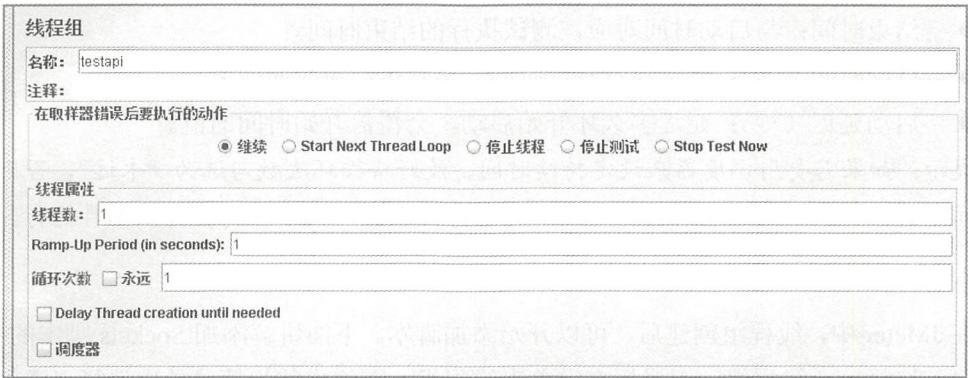 线程组
名称： testapi
注释：
在取样器错误后要执行的动作
继续 Start Next Thread Loop 停止线程 停止测试 Stop Test Now
线程属性
线程数： 1
Ramp-Up Period (in seconds): 1
循环次数 永远 1
Delay Thread creation until needed
调度器